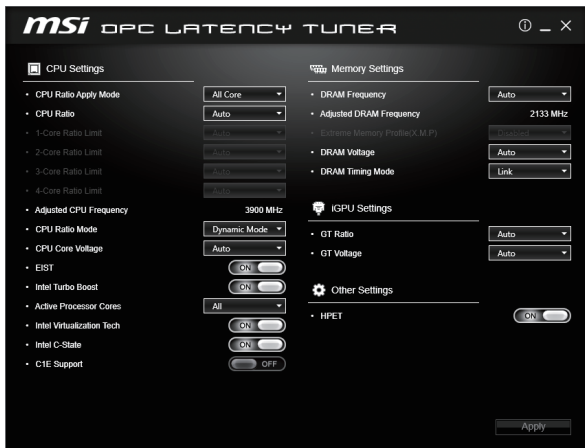 msi DPC LATENCY TUNER
CPU Settings
CPU Ratio Apply Mode All Core
CPU Ratio Auto
1-Core Ratio Limit Auto
2-Core Ratio Limit Auto
3-Core Ratio Limit Auto
4-Core Ratio Limit Auto
Adjusted CPU Frequency 3900 MHz
CPU Ratio Mode Dynamic Mode
CPU Core Voltage Auto
EIST ON
Intel Turbo Boost ON
Active Processor Cores All
Intel Virtualization Tech ON
Intel C-State ON
C1E Support OFF
Memory Settings
DRAM Frequency Auto
Adjusted DRAM Frequency 2133 MHz
Extreme Memory Profile(X.M.P) Disabled
DRAM Voltage Auto
DRAM Timing Mode Link
iGPU Settings
GT Ratio Auto
GT Voltage Auto
Other Settings
HPET ON
Apply